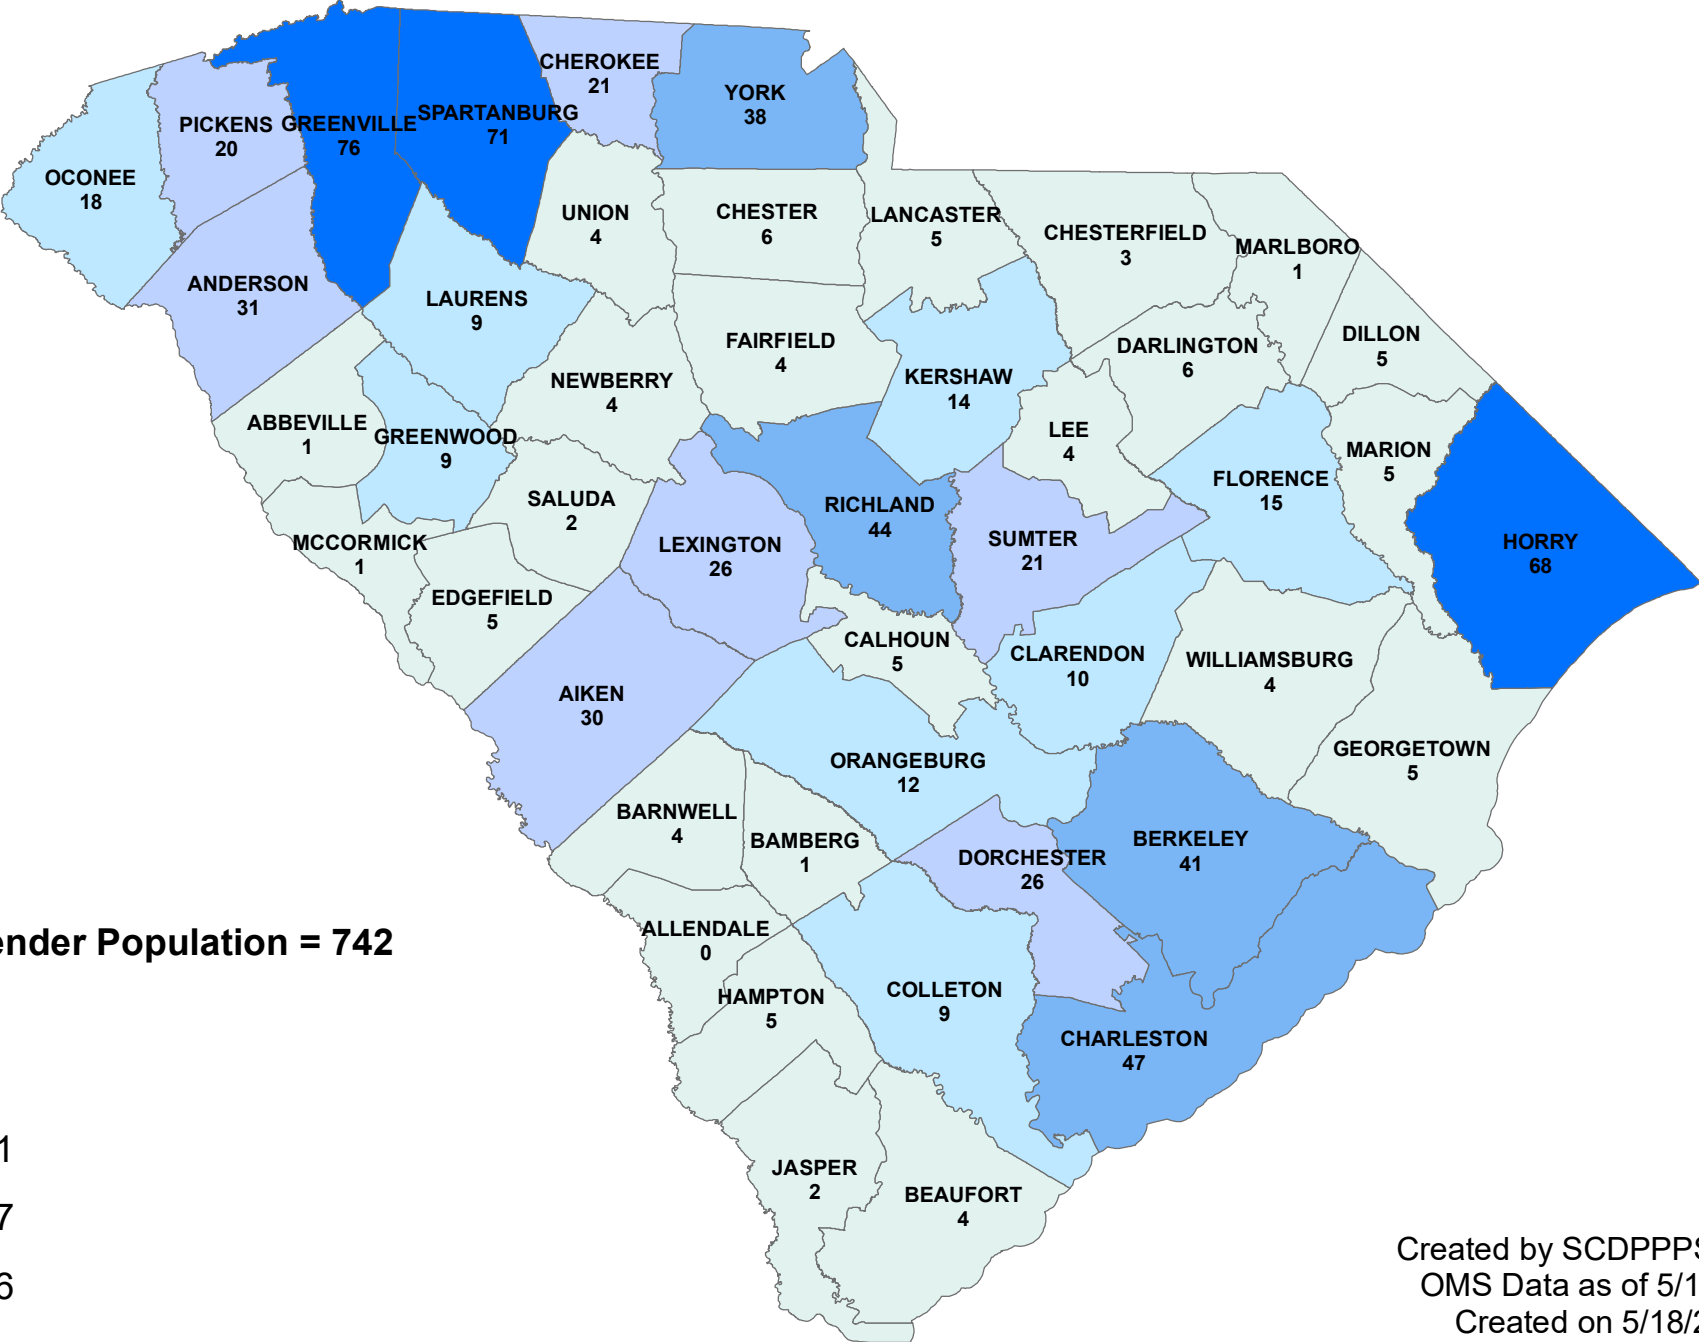 CHEROKEE
21
YORK
38
SPARTANBURG
71
PICKENS
20
GREENVILLE
76
OCONEE
18
UNION
4
CHESTER
6
LANCASTER
5
CHESTERFIELD
3
MARLBORO
1
ANDERSON
31
LAURENS
9
FAIRFIELD
4
DARLINGTON
6
DILLON
5
NEWBERRY
4
KERSHAW
14
ABBEVILLE
1
GREENWOOD
9
LEE
4
MARION
5
FLORENCE
15
SALUDA
2
RICHLAND
44
MCCORMICK
1
LEXINGTON
26
SUMTER
21
HORRY
68
EDGEFIELD
5
CALHOUN
5
CLARENDON
10
WILLIAMSBURG
4
AIKEN
30
ORANGEBURG
12
GEORGETOWN
5
BARNWELL
4
BAMBERG
1
DORCHESTER
26
BERKELEY
41
ALLENDALE
0
ender Population = 742
HAMPTON
5
COLLETON
9
CHARLESTON
47
1
JASPER
2
BEAUFORT
4
7
6
Created by SCDPPPS
OMS Data as of 5/1
Created on 5/18/2